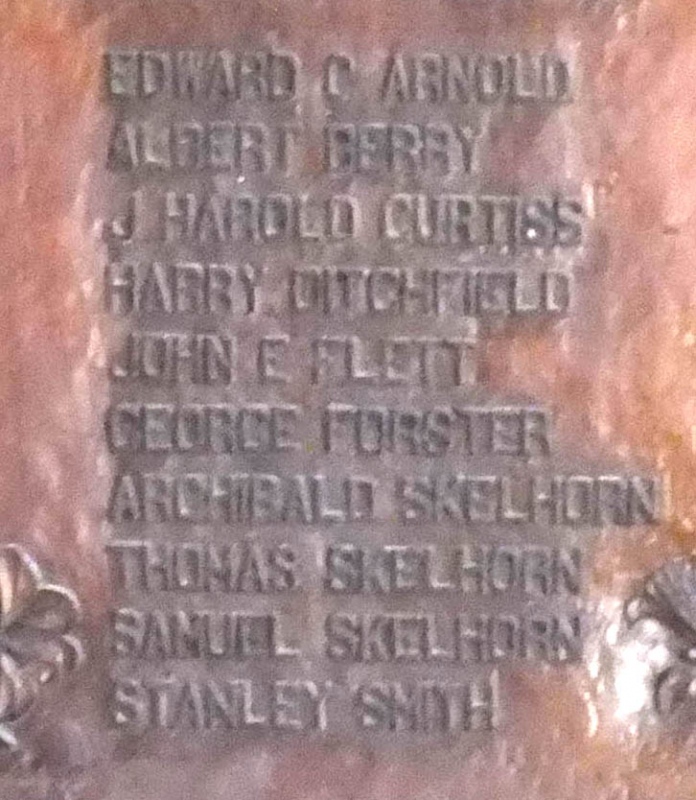 EDWARD C ARNOLD
ALBERT BERRY
J HAROLD CURTISS
HARRY DITCHFIELD
JOHN E FLETT
GEORGE FORSTER
ARCHIBALD SKELHORN
THOMAS SKELHORN
SAMUEL SKELHORN
STANLEY SMITH